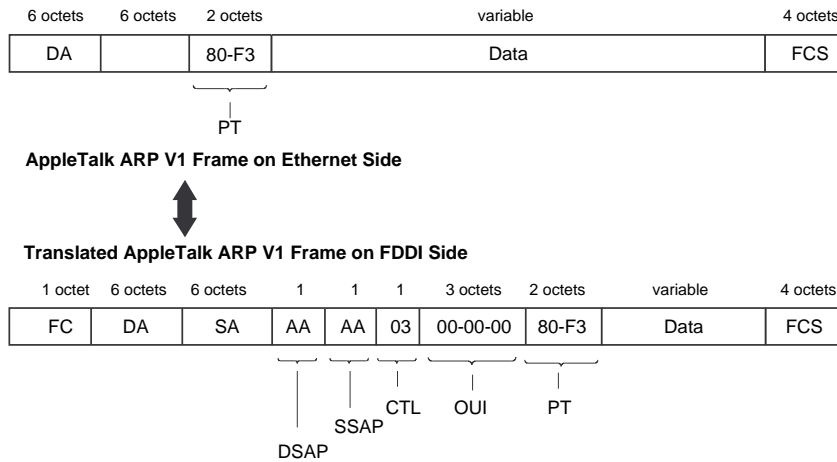 6 octets 6 octets 2 octets variable 4 octets
DA 80-F3 Data FCS
PT
AppleTalk ARP V1 Frame on Ethernet Side
Translated AppleTalk ARP V1 Frame on FDDI Side
1 octet 6 octets 6 octets 1 1 1 3 octets 2 octets variable 4 octets
FC DA SA AA AA 03 00-00-00 80-F3 Data FCS
CTL OUI PT
SSAP
DSAP